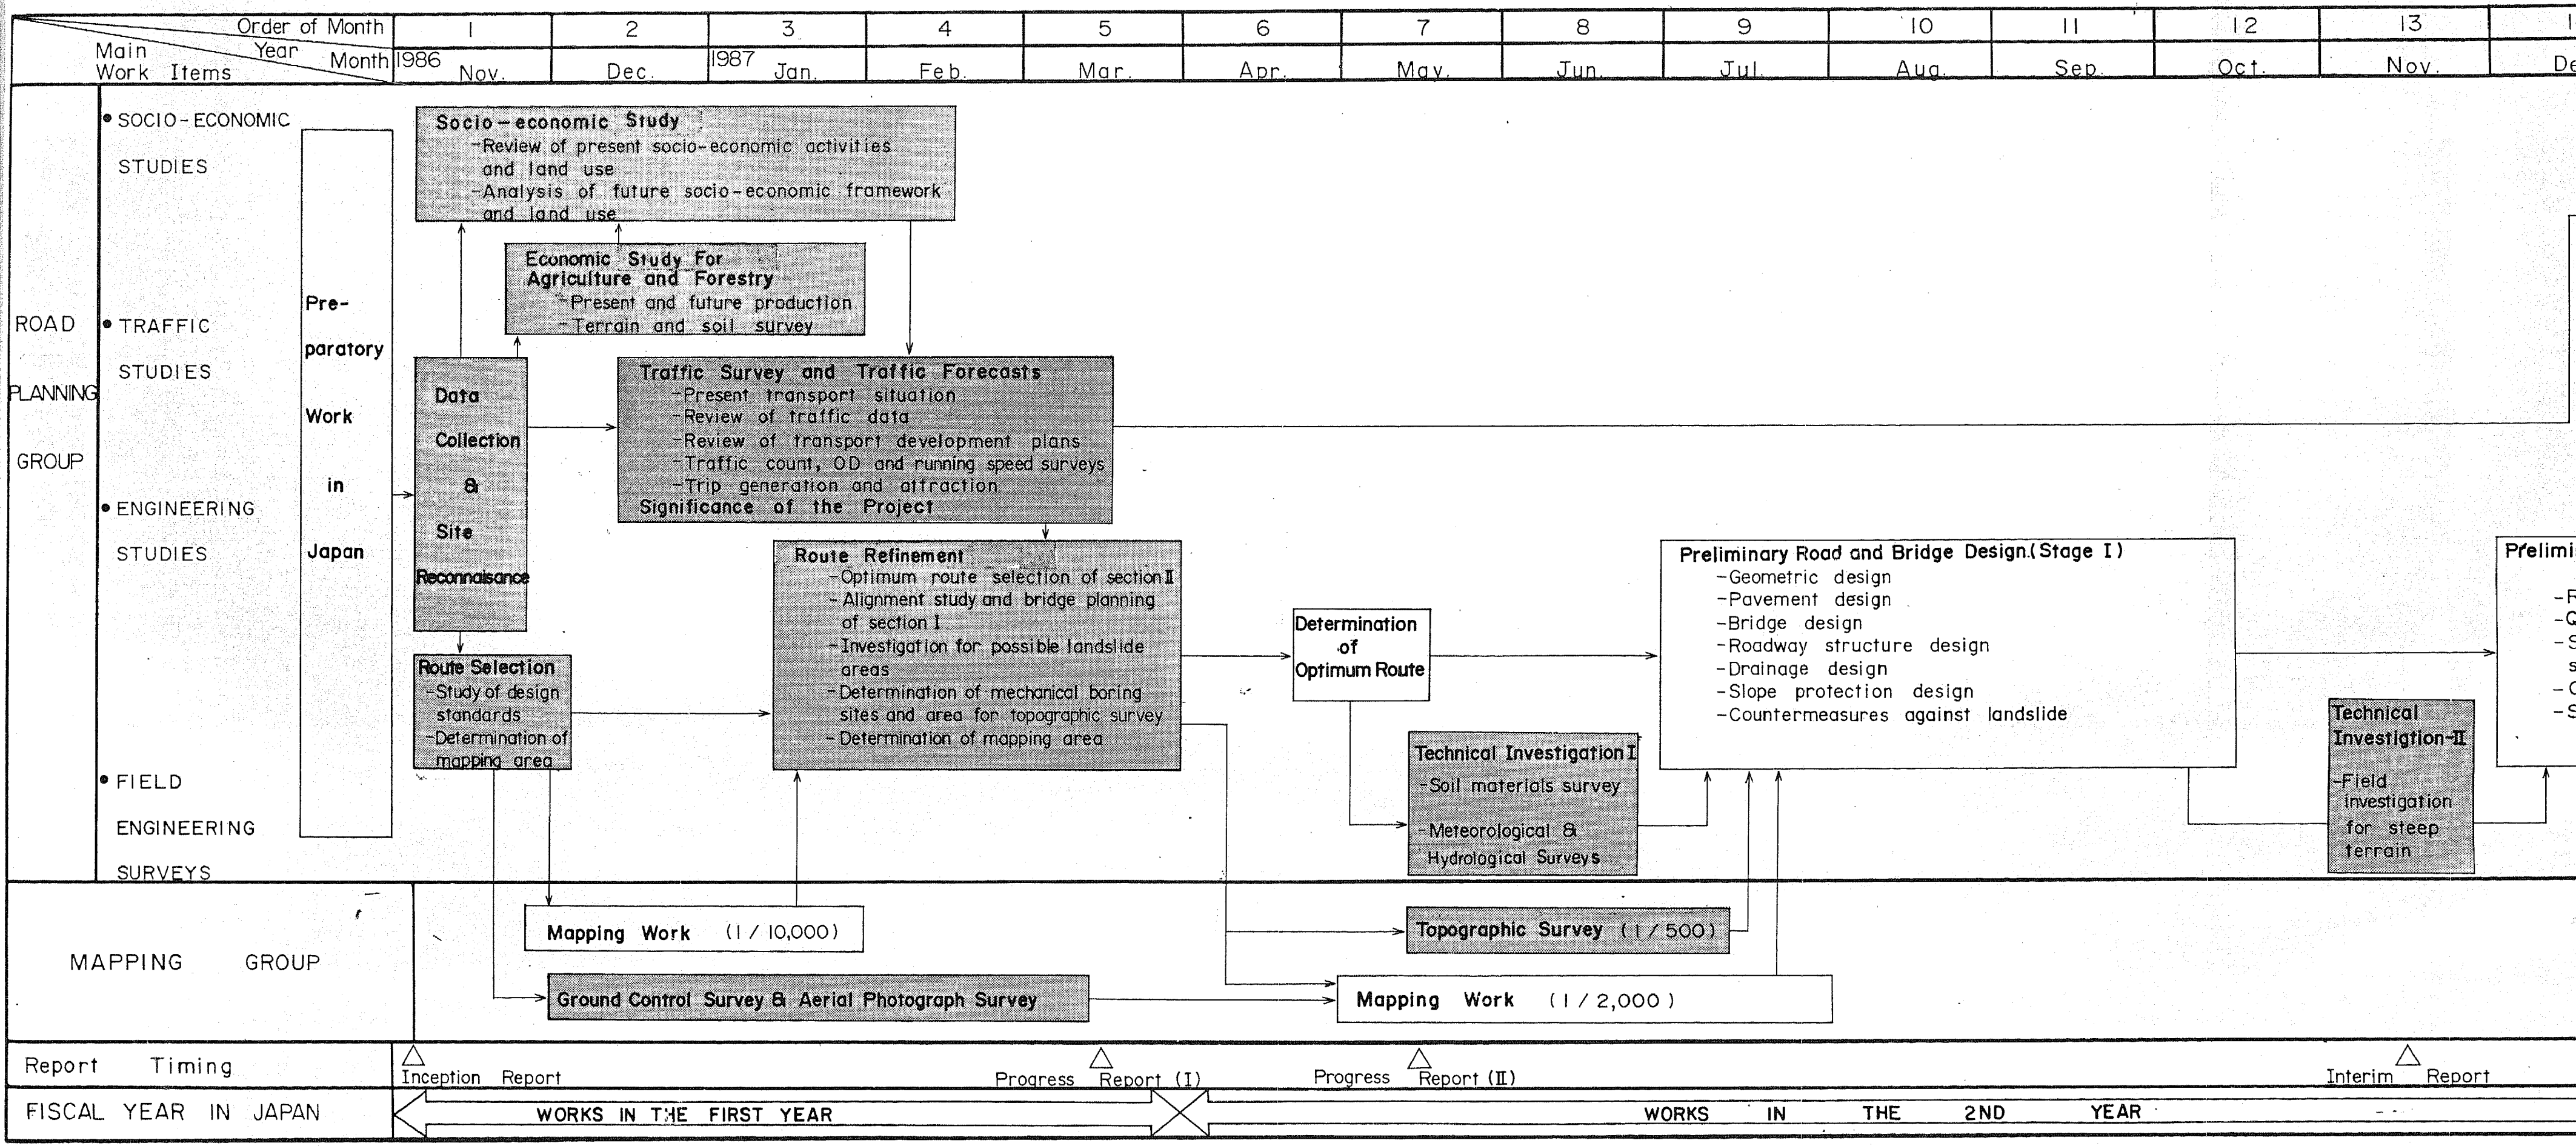 Order of Month 1 2 3 4 5 6 7 8 9 10 11 12 13
Year
Main
Work Items
Month
1986 1987
Nov. Dec. Jan. Feb. Mar. Apr. May. Jun. Jul. Aug. Sep. Oct. Nov.
ROAD
PLANNING
GROUP
• SOCIO-ECONOMIC
STUDIES
• TRAFFIC
STUDIES
• ENGINEERING
STUDIES
• FIELD
ENGINEERING
SURVEYS
Pre-
paratory
Work
in
Japan
Socio-economic Study
-Review of present socio-economic activities
and land use
-Analysis of future socio-economic framework
and land use
Economic Study For
Agriculture and Forestry
-Present and future production
-Terrain and soil survey
Data
Collection
&
Site
Reconnaisance
Traffic Survey and Traffic Forecasts
-Present transport situation
-Review of traffic data
-Review of transport development plans
-Traffic count, OD and running speed surveys
-Trip generation and attraction
Significance of the Project
Route Selection
-Study of design
standards
-Determination of
mapping area
Route Refinement
-Optimum route selection of section II
-Alignment study and bridge planning
of section I
-Investigation for possible landslide
areas
-Determination of mechanical boring
sites and area for topographic survey
-Determination of mapping area
Determination
of
Optimum Route
Technical Investigation I
-Soil materials survey
-Meteorological &
Hydrological Surveys
Preliminary Road and Bridge Design.(Stage I)
-Geometric design
-Pavement design
-Bridge design
-Roadway structure design
-Drainage design
-Slope protection design
-Countermeasures against landslide
Technical
Investigtion-II
-Field
investigation
for steep
terrain
Prelimi
MAPPING GROUP
Mapping Work (1/10,000)
Ground Control Survey & Aerial Photograph Survey
Topographic Survey (1/500)
Mapping Work (1/2,000)
Report Timing
Inception Report
Progress Report (I)
Progress Report (II)
Interim Report
FISCAL YEAR IN JAPAN
WORKS IN THE FIRST YEAR
WORKS IN THE 2ND YEAR